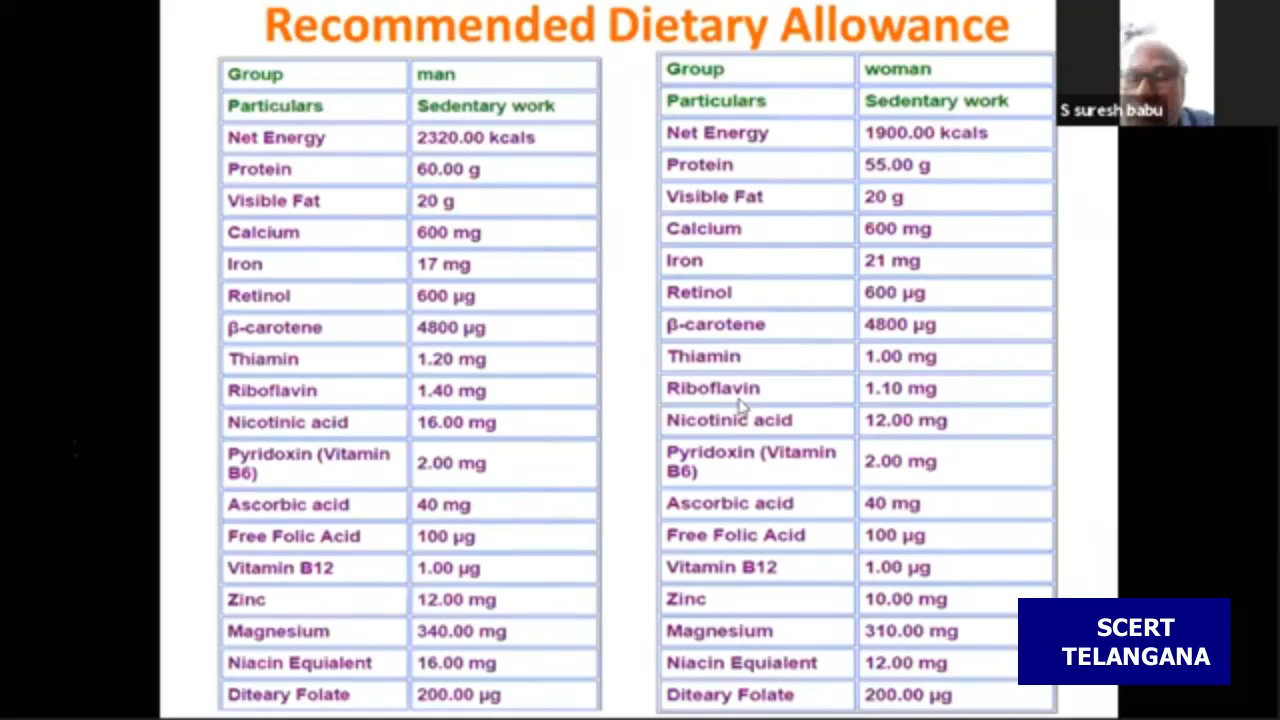 Recommended Dietary Allowance
Group man
Particulars Sedentary work
Net Energy 2320.00 kcals
Protein 60.00 g
Visible Fat 20 g
Calcium 600 mg
Iron 17 mg
Retinol 600 µg
β-carotene 4800 µg
Thiamin 1.20 mg
Riboflavin 1.40 mg
Nicotinic acid 16.00 mg
Pyridoxin (Vitamin
B6) 2.00 mg
Ascorbic acid 40 mg
Free Folic Acid 100 µg
Vitamin B12 1.00 µg
Zinc 12.00 mg
Magnesium 340.00 mg
Niacin Equialent 16.00 mg
Diteary Folate 200.00 µg
Group woman
Particulars Sedentary work
Net Energy 1900.00 kcals
Protein 55.00 g
Visible Fat 20 g
Calcium 600 mg
Iron 21 mg
Retinol 600 µg
β-carotene 4800 µg
Thiamin 1.00 mg
Riboflavin 1.10 mg
Nicotinic acid 12.00 mg
Pyridoxin (Vitamin
B6) 2.00 mg
Ascorbic acid 40 mg
Free Folic Acid 100 µg
Vitamin B12 1.00 µg
Zinc 10.00 mg
Magnesium 310.00 mg
Niacin Equialent 12.00 mg
Diteary Folate 200.00 µg
S suresh babu
SCERT
TELANGANA